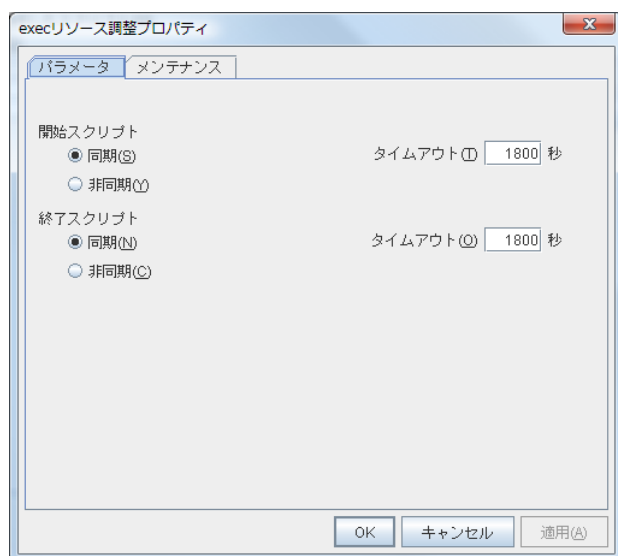 execリソース調整プロパティ
パラメータ メンテナンス
開始スクリプト
同期(S) タイムアウト(T) 1800 秒
非同期(Y)
終了スクリプト
同期(N) タイムアウト(O) 1800 秒
非同期(C)
OK キャンセル 適用(A)